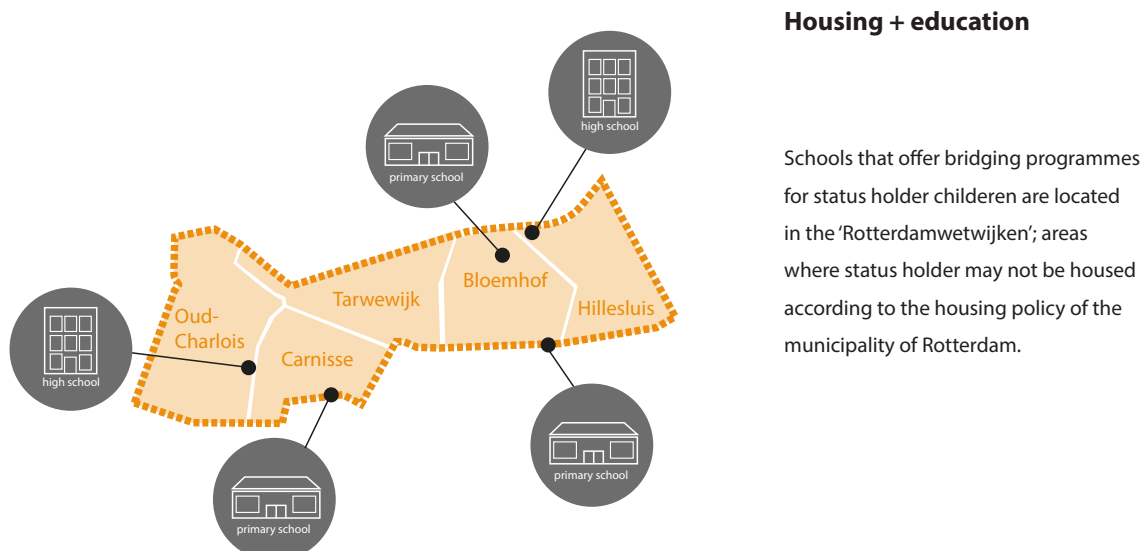 Housing + education
Schools that offer bridging programmes
for status holder childeren are located
in the ‘Rotterdamwetwijken’; areas
where status holder may not be housed
according to the housing policy of the
municipality of Rotterdam.
high school
primary school
Bloemhof
Tarwewijk
Hillesluis
Oud-
Charlois
Carnisse
high school
primary school
primary school